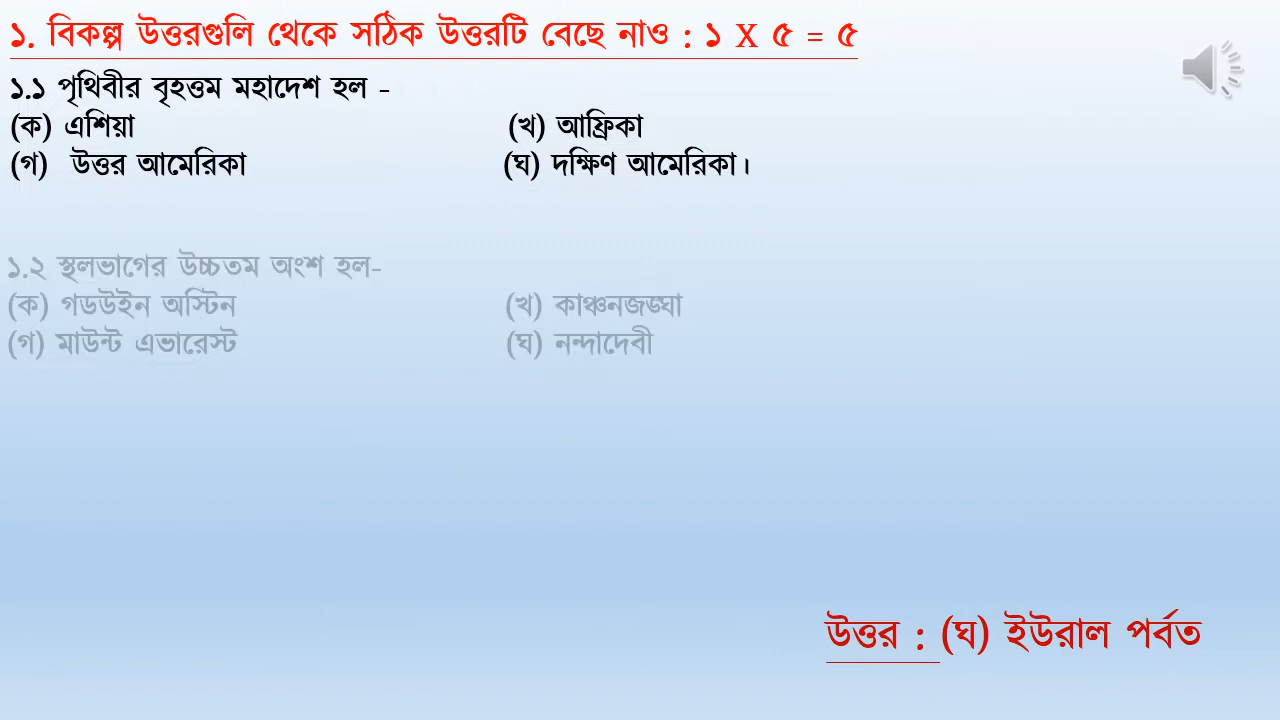 ১. বিকল্প উত্তরগুলি থেকে সঠিক উত্তরটি বেছে নাও : ১ X ৫ = ৫
১.১ পৃথিবীর বৃহত্তম মহাদেশ হল -
(ক) এশিয়া (খ) আফ্রিকা
(গ) উত্তর আমেরিকা (ঘ) দক্ষিণ আমেরিকা।
১.২ স্থলভাগের উচ্চতম অংশ হল-
(ক) গডউইন অস্টিন (খ) কাঞ্চনজঙ্ঘা
(গ) মাউন্ট এভারেস্ট (ঘ) নন্দাদেবী
উত্তর : (ঘ) ইউরাল পর্বত